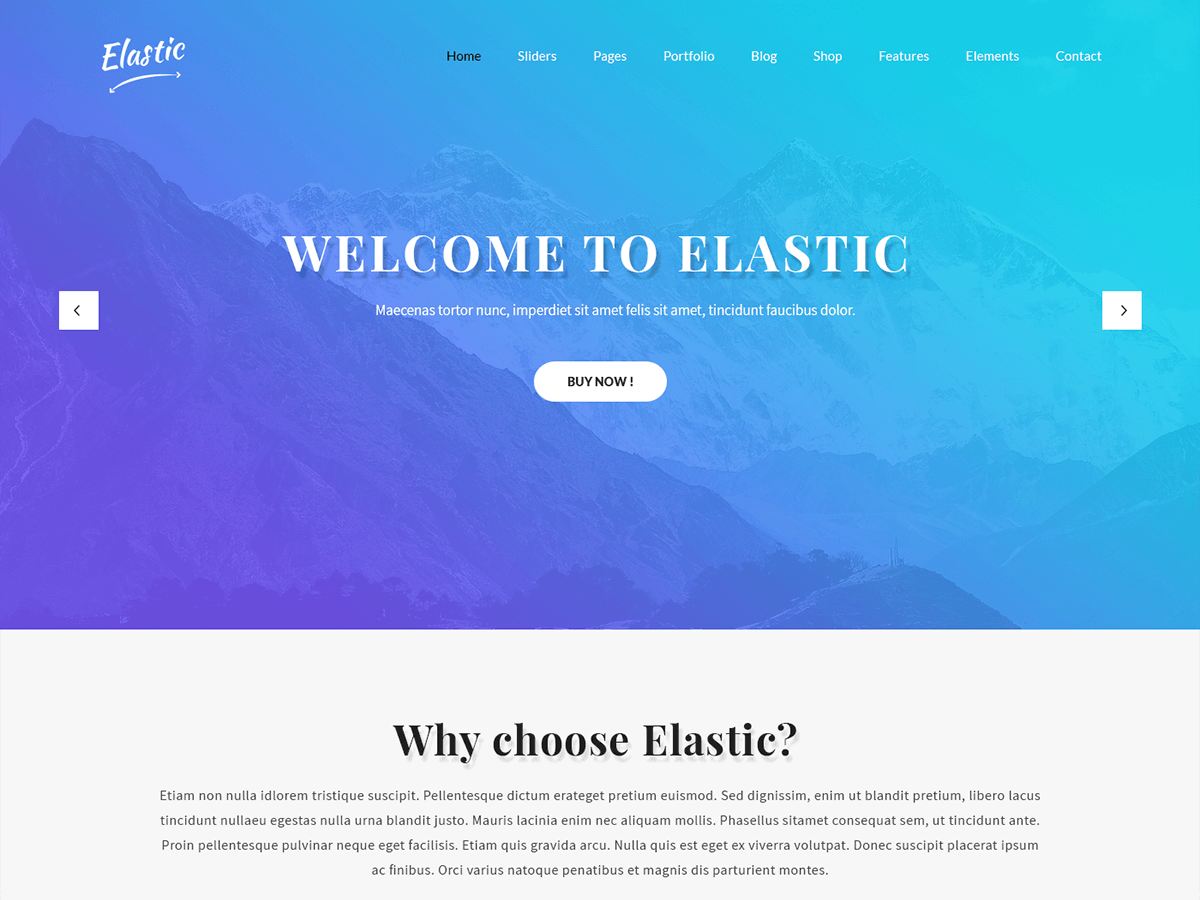 Elastic
Home Sliders Pages Portfolio Blog Shop Features Elements Contact
WELCOME TO ELASTIC
Maecenas tortor nunc, imperdiet sit amet felis sit amet, tincidunt faucibus dolor.
BUY NOW !
Why choose Elastic?
Etiam non nulla idlorem tristique suscipit. Pellentesque dictum erateget pretium euismod. Sed dignissim, enim ut blandit pretium, libero lacus
tincidunt nullaeu egestas nulla urna blandit justo. Mauris lacinia enim nec aliquam mollis. Phasellus sitamet consequat sem, ut tincidunt ante.
Proin pellentesque pulvinar neque eget facilisis. Etiam quis gravida arcu. Nulla quis est eget ex viverra volutpat. Donec suscipit placerat ipsum
ac finibus. Orci varius natoque penatibus et magnis dis parturient montes.